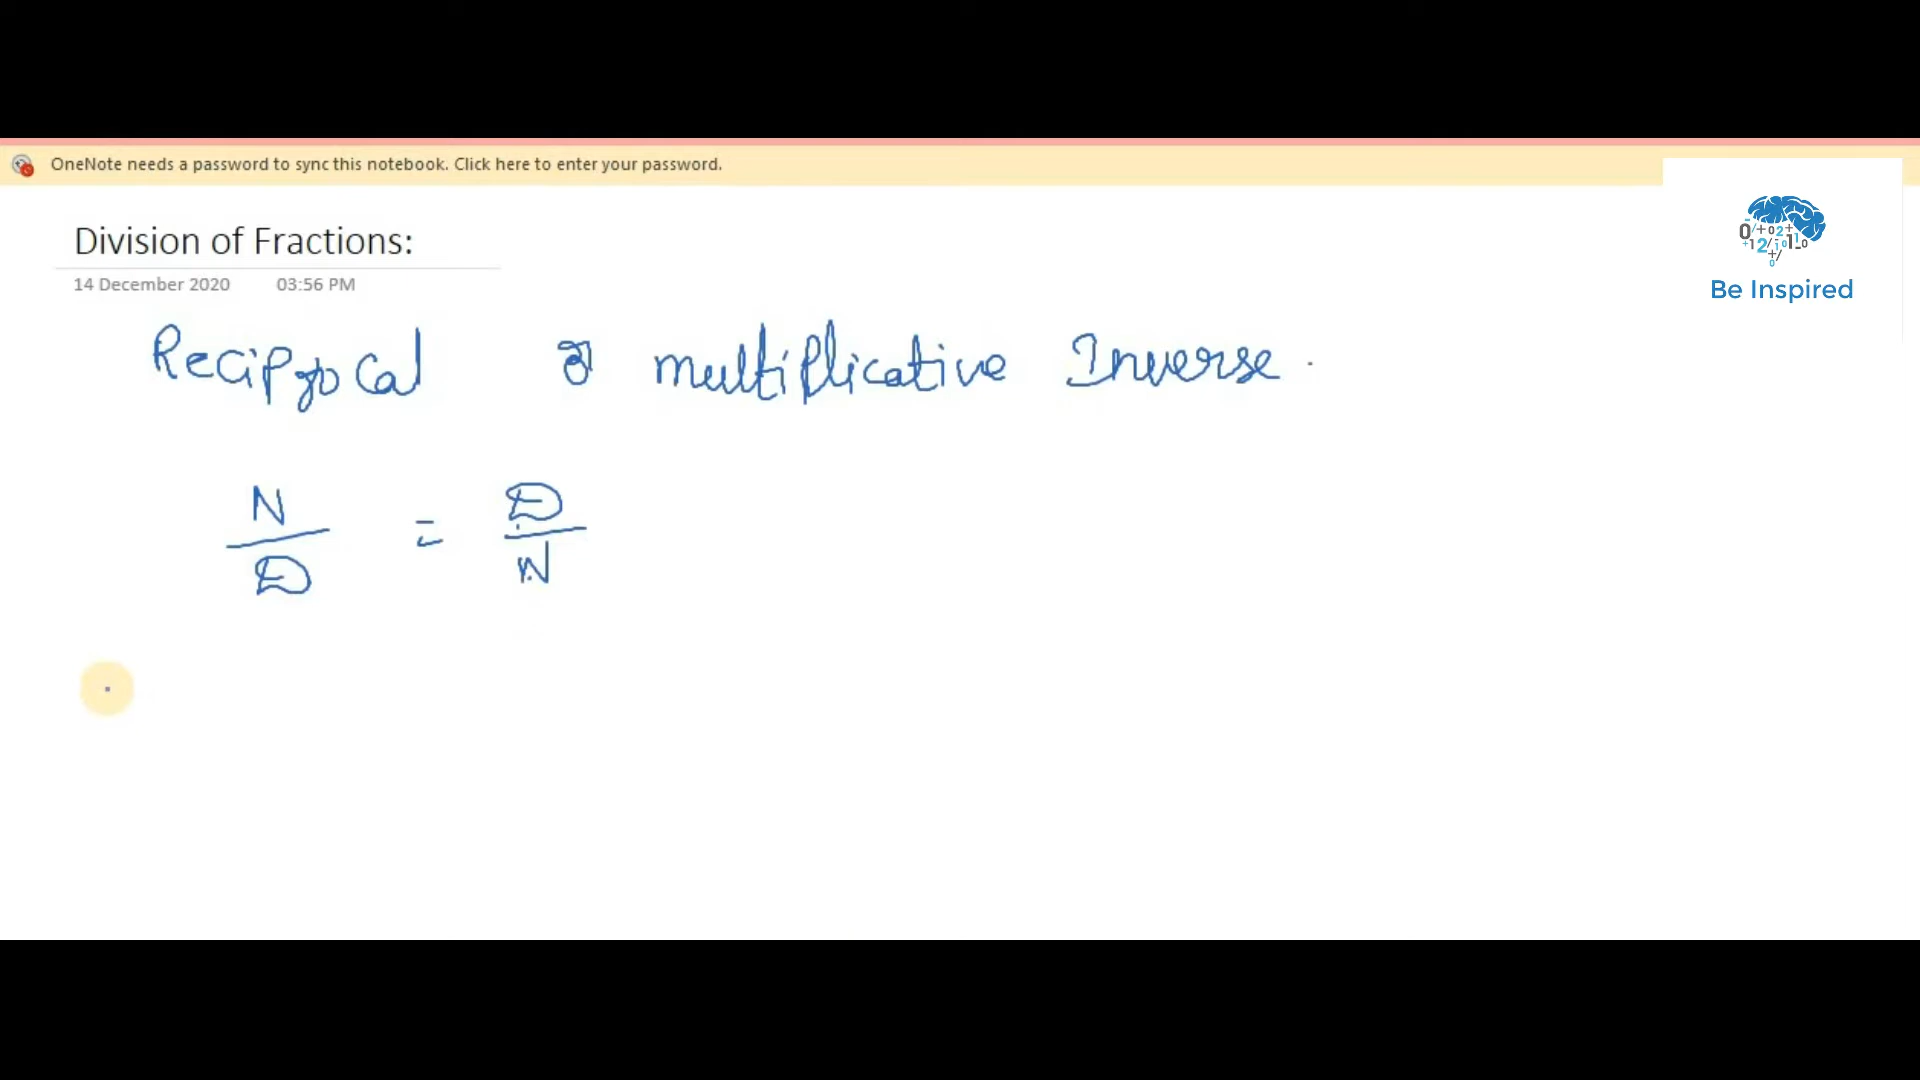 OneNote needs a password to sync this notebook. Click here to enter your password.
Be Inspired
Division of Fractions:
14 December 2020 03:56 PM
Reciprocal or multiplicative Inverse .
N/D = D/N